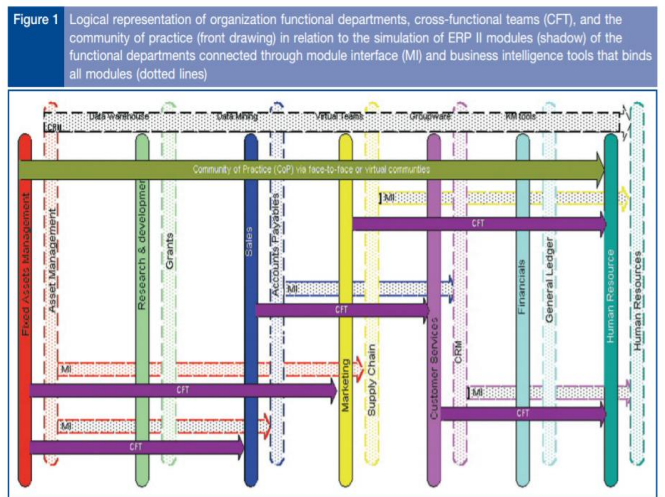 Figure 1
Logical representation of organization functional departments, cross-functional teams (CFT), and the
community of practice (front drawing) in relation to the simulation of ERP II modules (shadow) of the
functional departments connected through module interface (MI) and business intelligence tools that binds
all modules (dotted lines)
Data Warehouse
Data Mining
Virtual Teams
Groupware
KM tools
Community of Practice (CoP) via face-to-face or virtual communties
MI
CFT
MI
CFT
MI
CFT
MI
CFT
MI
CFT
Fixed Assets Management
Asset Management
Research & development
Grants
Sales
Accounts Payables
Marketing
Supply Chain
Customer Services
CRM
Financials
General Ledger
Human Resource
Human Resources